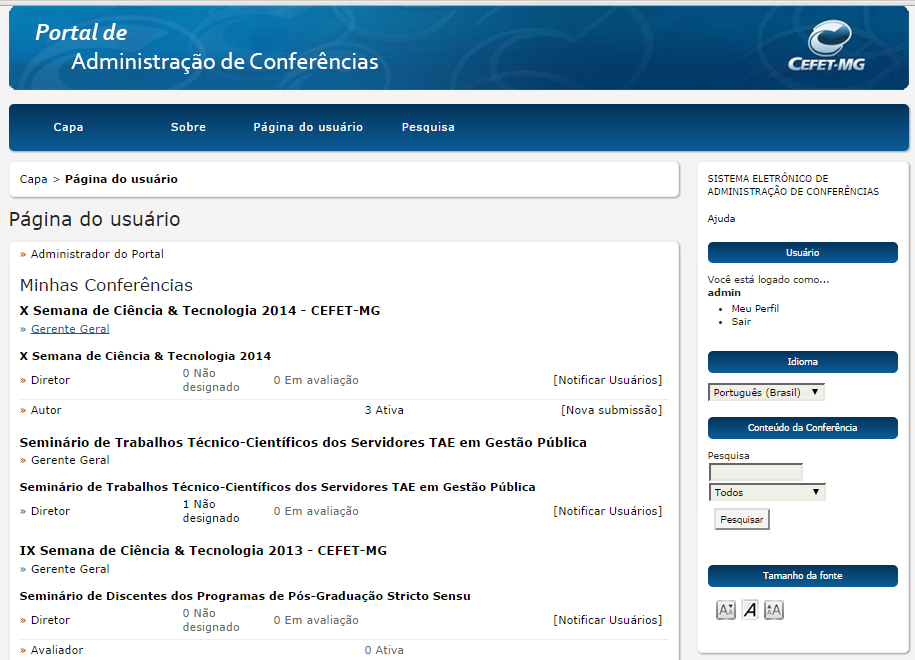 Portal de
Administração de Conferências
CEFET-MG
Capa Sobre Página do usuário Pesquisa
Capa > Página do usuário
Página do usuário
» Administrador do Portal
Minhas Conferências
X Semana de Ciência & Tecnologia 2014 - CEFET-MG
» Gerente Geral
X Semana de Ciência & Tecnologia 2014
» Diretor 0 Não designado 0 Em avaliação [Notificar Usuários]
» Autor 3 Ativa [Nova submissão]
Seminário de Trabalhos Técnico-Científicos dos Servidores TAE em Gestão Pública
» Gerente Geral
Seminário de Trabalhos Técnico-Científicos dos Servidores TAE em Gestão Pública
» Diretor 1 Não designado 0 Em avaliação [Notificar Usuários]
IX Semana de Ciência & Tecnologia 2013 - CEFET-MG
» Gerente Geral
Seminário de Discentes dos Programas de Pós-Graduação Stricto Sensu
» Diretor 0 Não designado 0 Em avaliação [Notificar Usuários]
» Avaliador 0 Ativa
SISTEMA ELETRÔNICO DE
ADMINISTRAÇÃO DE CONFERÊNCIAS
Ajuda
Usuário
Você está logado como...
admin
Meu Perfil
Sair
Idioma
Português (Brasil)
Conteúdo da Conferência
Pesquisa
Todos
Pesquisar
Tamanho da fonte
A A A A A